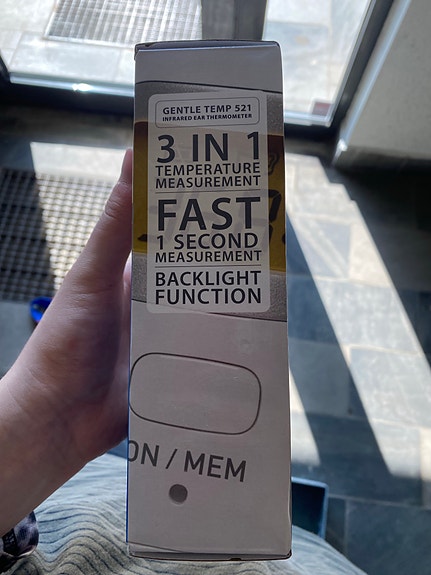 GENTLE TEMP 521
INFRARED EAR THERMOMETER
3 IN 1
TEMPERATURE
MEASUREMENT
FAST
1 SECOND
MEASUREMENT
BACKLIGHT
FUNCTION
ON / MEM